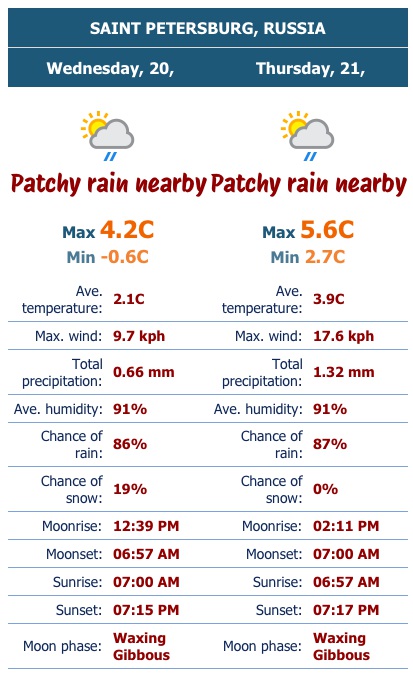 SAINT PETERSBURG, RUSSIA
Wednesday, 20,
Thursday, 21,
Patchy rain nearby
Patchy rain nearby
Max 4.2C
Min -0.6C
Max 5.6C
Min 2.7C
Ave.
temperature: 2.1C
Ave.
temperature: 3.9C
Max. wind: 9.7 kph
Max. wind: 17.6 kph
Total
precipitation: 0.66 mm
Total
precipitation: 1.32 mm
Ave. humidity: 91%
Ave. humidity: 91%
Chance of
rain: 86%
Chance of
rain: 87%
Chance of
snow: 19%
Chance of
snow: 0%
Moonrise: 12:39 PM
Moonrise: 02:11 PM
Moonset: 06:57 AM
Moonset: 07:00 AM
Sunrise: 07:00 AM
Sunrise: 06:57 AM
Sunset: 07:15 PM
Sunset: 07:17 PM
Moon phase: Waxing
Gibbous
Moon phase: Waxing
Gibbous